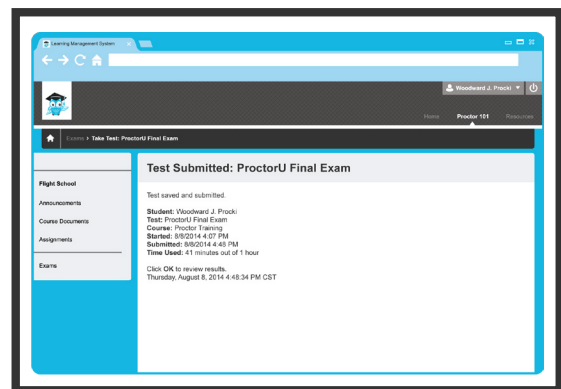 Learning Management System
Woodward J. Procki
Home Proctor 101 Resources
Exams > Take Test: ProctorU Final Exam
Test Submitted: ProctorU Final Exam
Flight School
Announcements
Course Documents
Assignments
Exams
Test saved and submitted.
Student: Woodward J. Procki
Test: ProctorU Final Exam
Course: Proctor Training
Started: 8/8/2014 4:07 PM
Submitted: 8/8/2014 4:48 PM
Time Used: 41 minutes out of 1 hour
Click OK to review results.
Thursday, August 8, 2014 4:48:34 PM CST